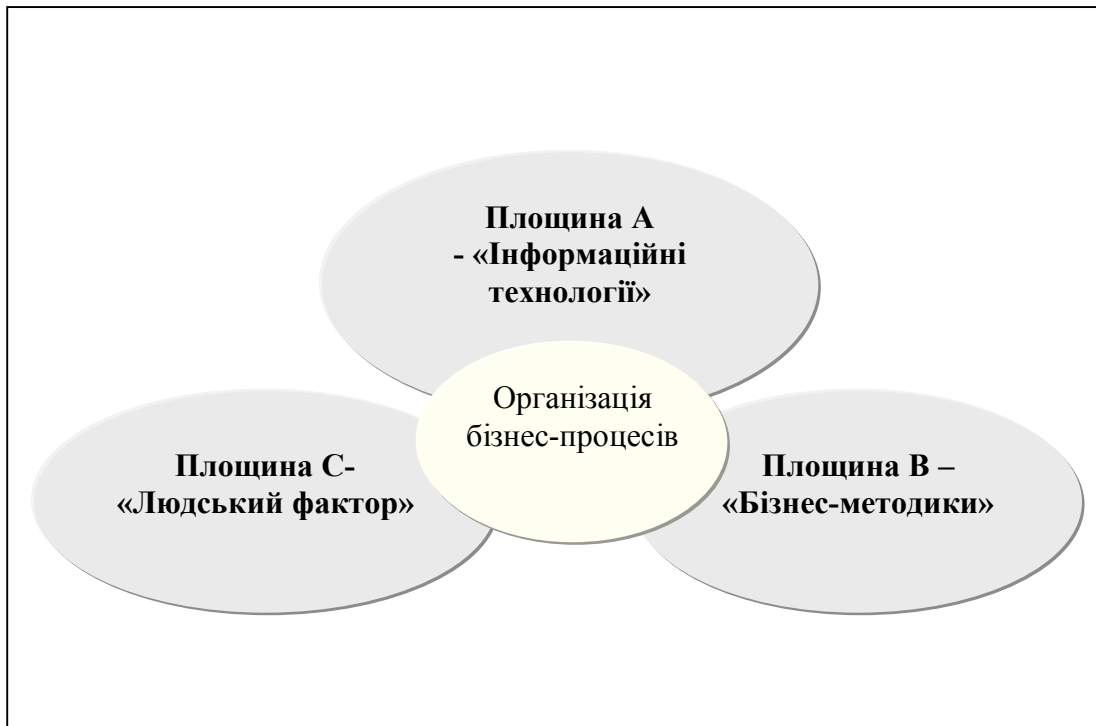 Площина А
- «Інформаційні
технології»
Організація
бізнес-процесів
Площина С-
«Людський фактор»
Площина В –
«Бізнес-методики»